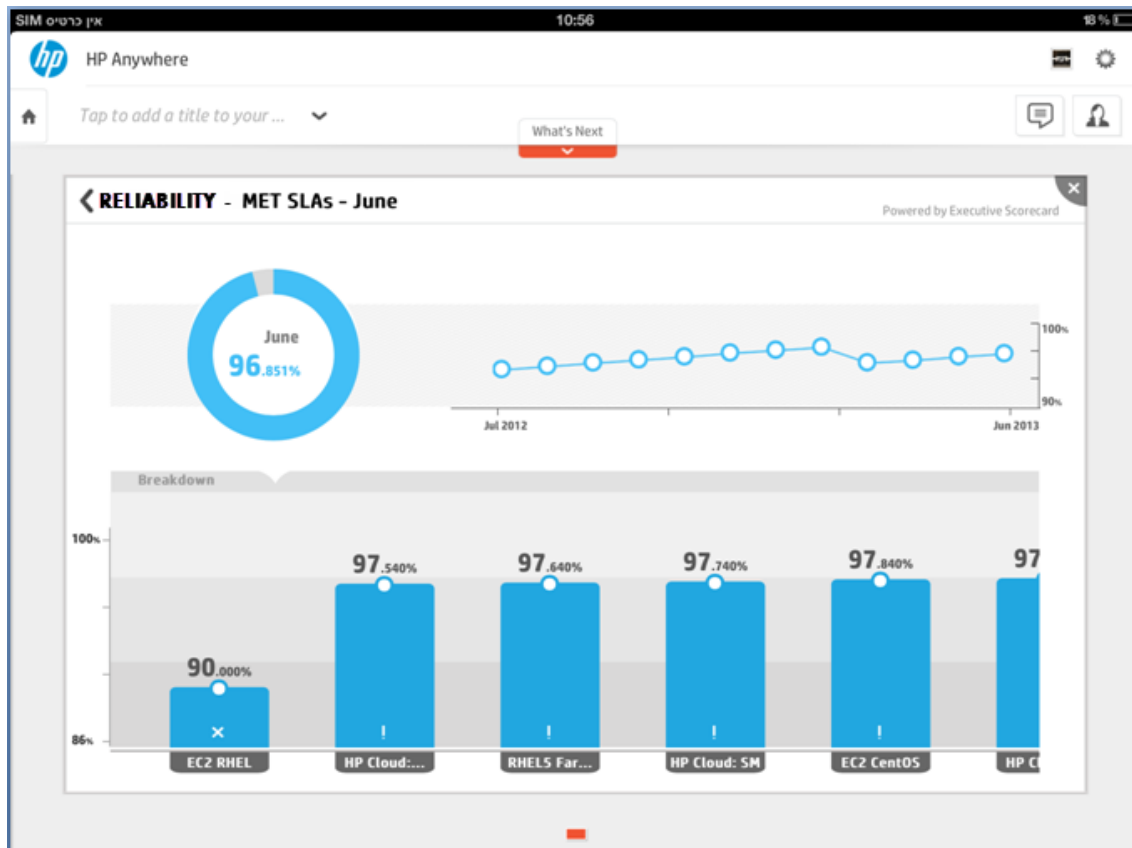 אין כרטיס SIM 10:56 18 %
hp HP Anywhere
Tap to add a title to your ...
What's Next
RELIABILITY - MET SLAs - June
Powered by Executive Scorecard
June
96.851%
100%
90%
Jul 2012 Jun 2013
Breakdown
100%
97.540% 97.640% 97.740% 97.840% 97
90.000%
86%
EC2 RHEL HP Cloud:... RHEL5 Far... HP Cloud: SM EC2 CentOS HP